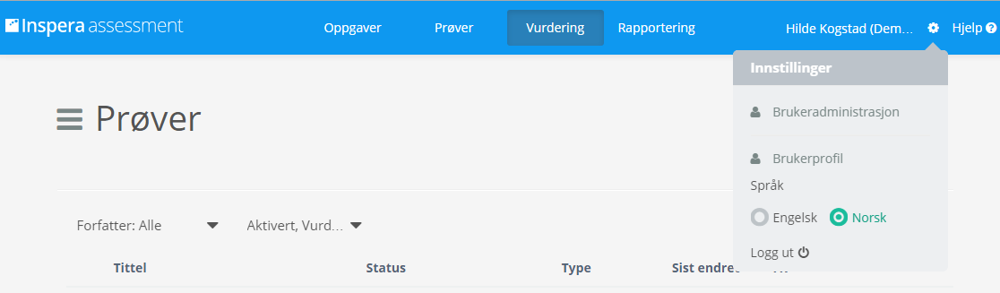 Inspera assessment
Oppgaver Prøver Vurdering Rapportering Hilde Kogstad (Dem... Hjelp
Innstillinger
Brukeradministrasjon
Brukerprofil
Språk
Engelsk Norsk
Logg ut
Prøver
Forfatter: Alle Aktivert, Vurd...
Tittel Status Type Sist endret